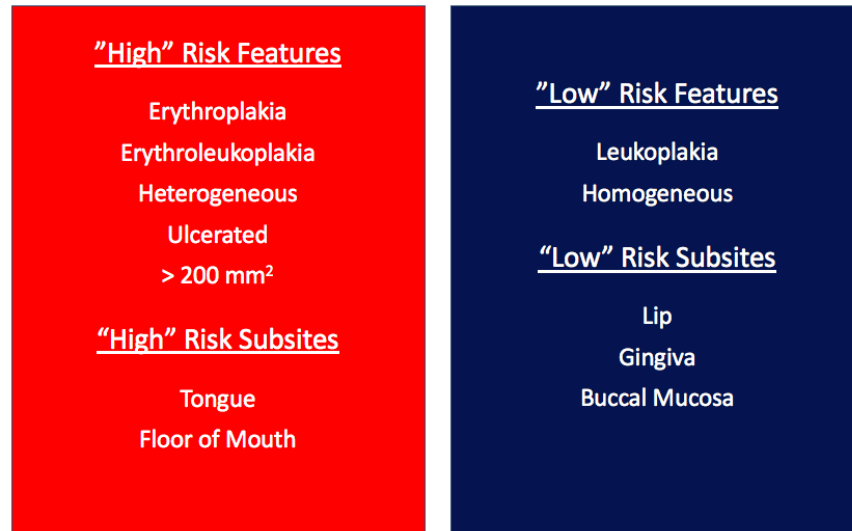 ”High” Risk Features
Erythroplakia
Erythroleukoplakia
Heterogeneous
Ulcerated
> 200 mm²
“High” Risk Subsites
Tongue
Floor of Mouth
”Low” Risk Features
Leukoplakia
Homogeneous
“Low” Risk Subsites
Lip
Gingiva
Buccal Mucosa